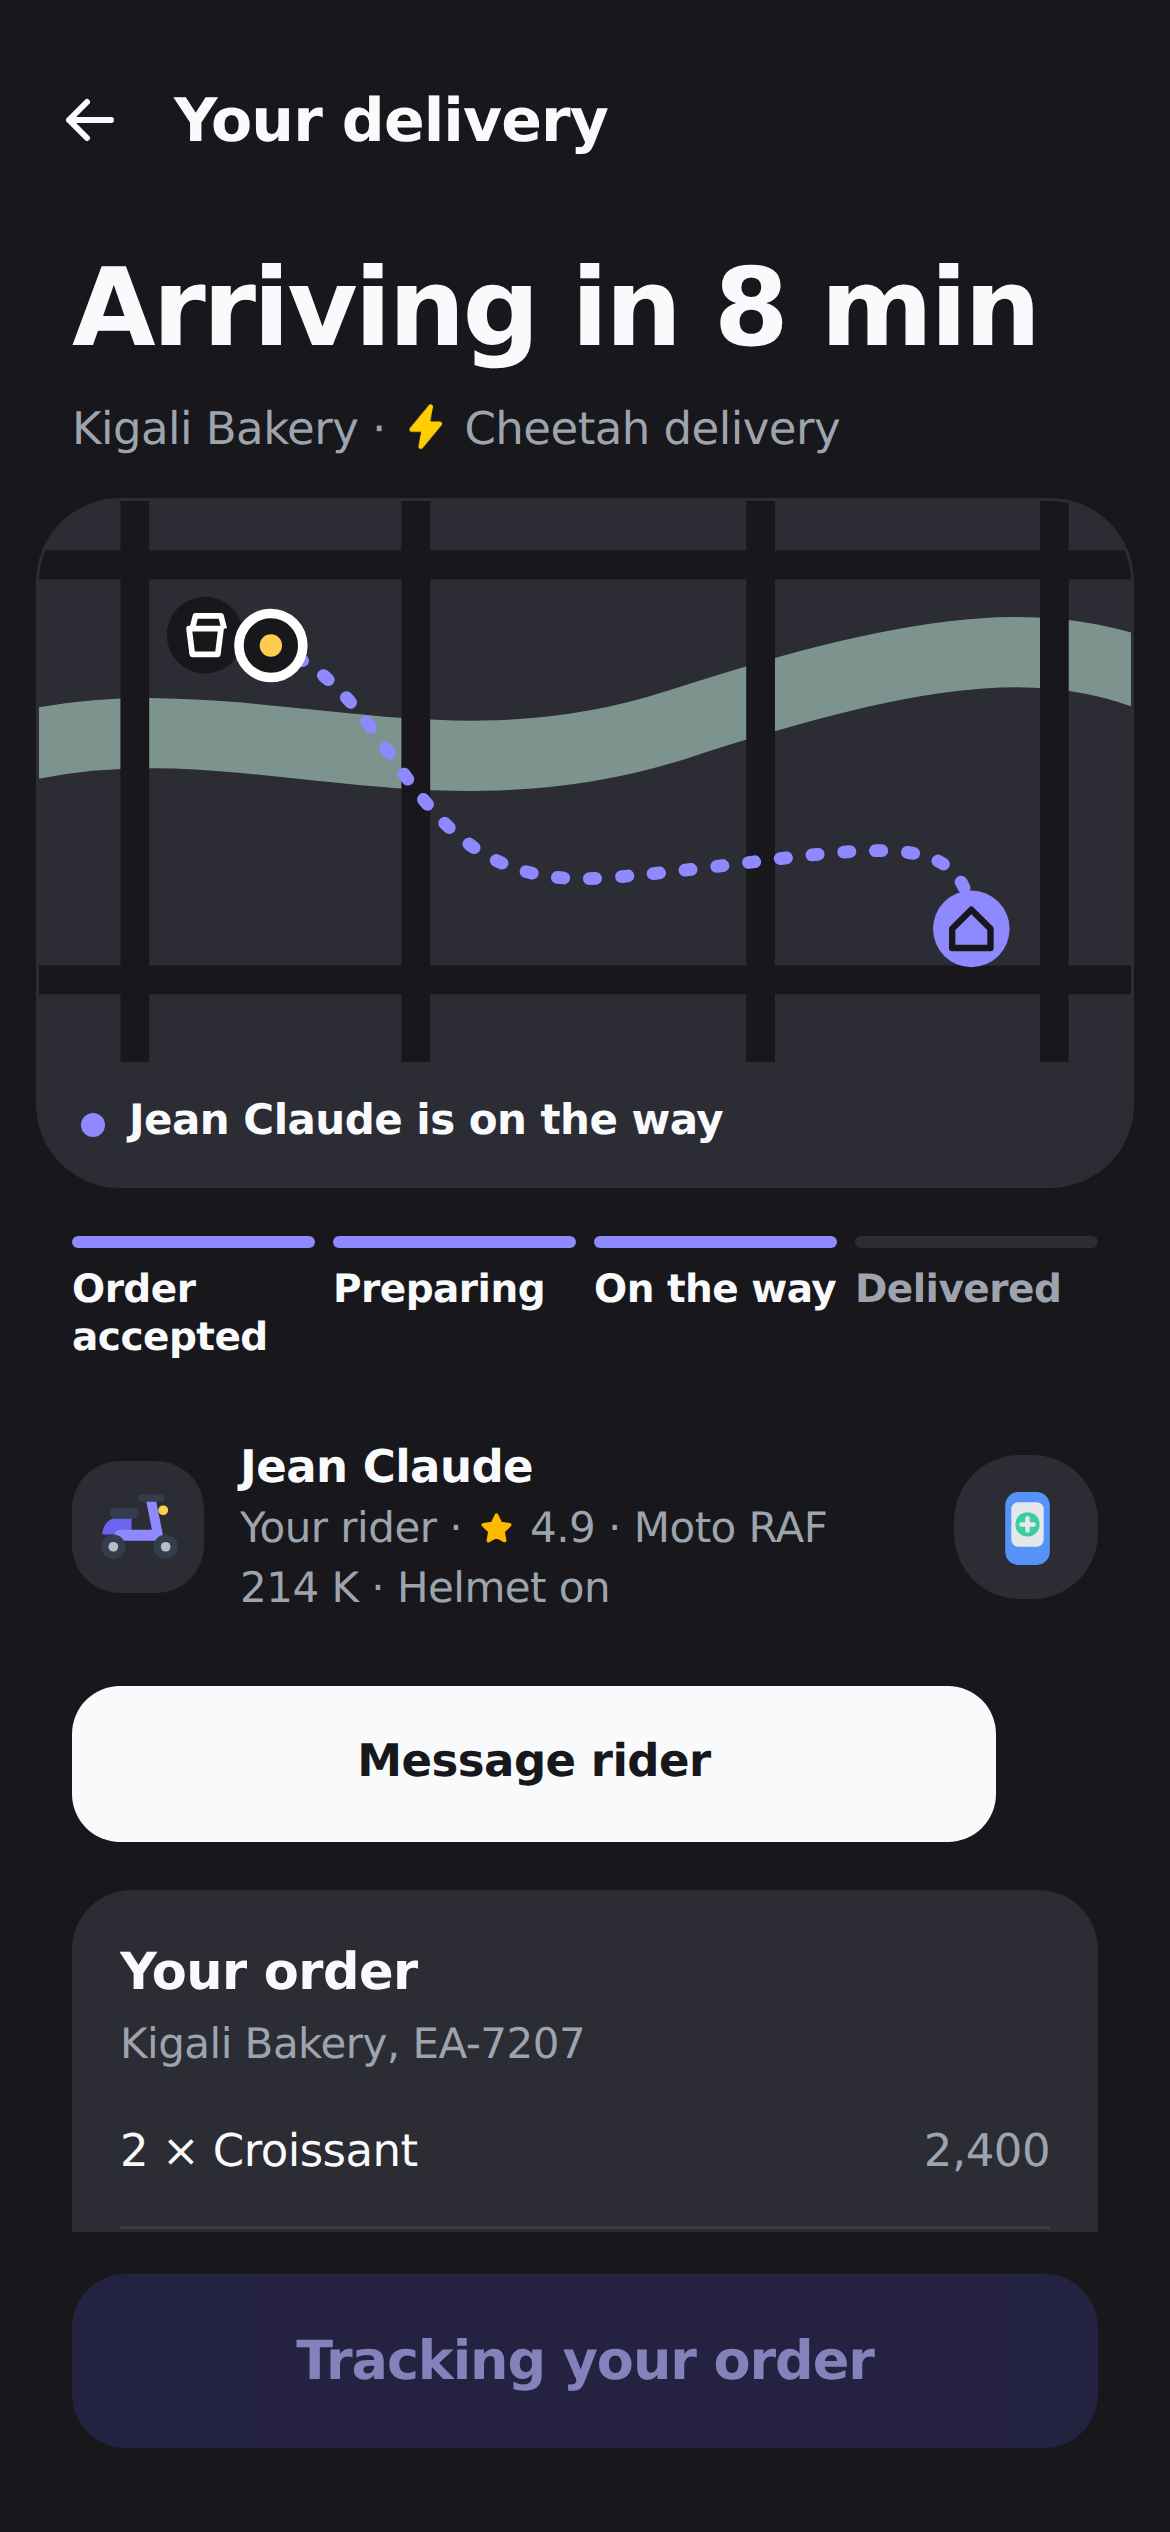 Your delivery
Arriving in 8 min
Kigali Bakery · Cheetah delivery
Jean Claude is on the way
Order accepted
Preparing
On the way
Delivered
Jean Claude
Your rider · 4.9 · Moto RAF
214 K · Helmet on
Message rider
Your order
Kigali Bakery, EA-7207
2 × Croissant 2,400
Tracking your order